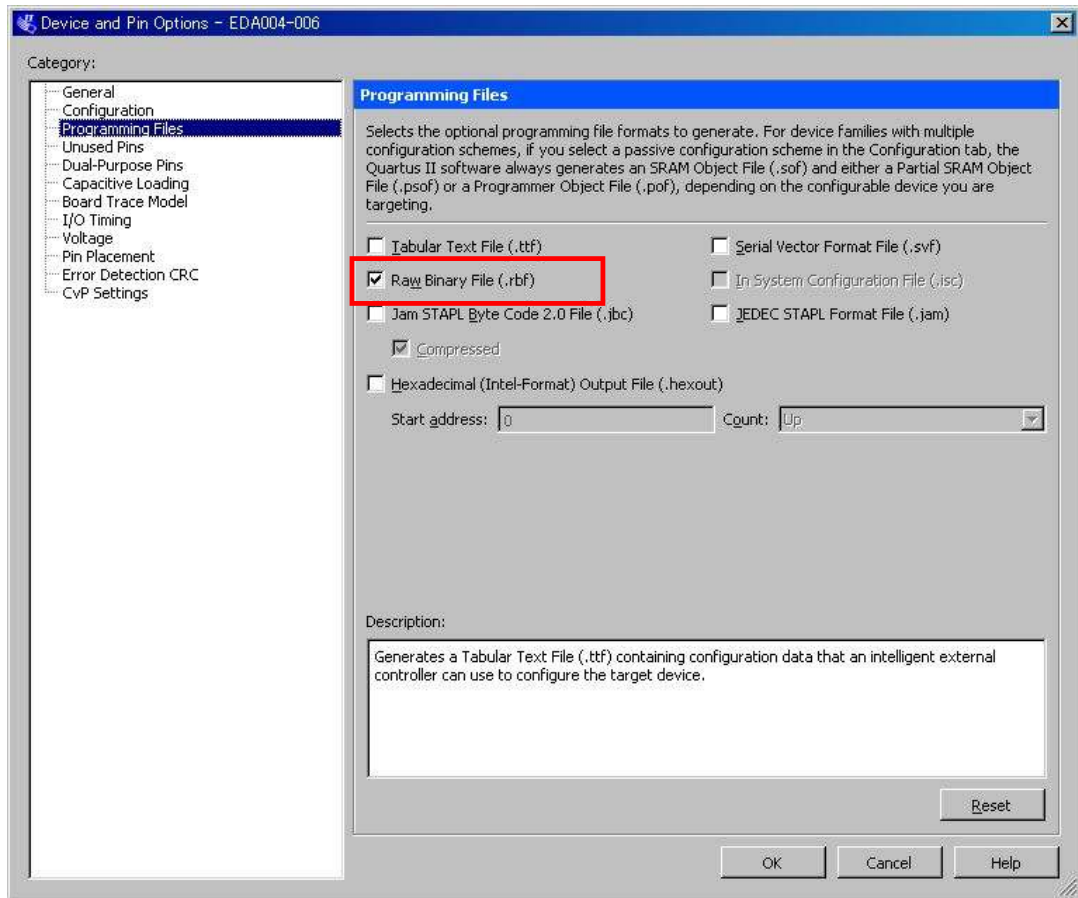 Device and Pin Options - EDA004-006
Category:
General
Configuration
Programming Files
Unused Pins
Dual-Purpose Pins
Capacitive Loading
Board Trace Model
I/O Timing
Voltage
Pin Placement
Error Detection CRC
CvP Settings
Programming Files
Selects the optional programming file formats to generate. For device families with multiple
configuration schemes, if you select a passive configuration scheme in the Configuration tab, the
Quartus II software always generates an SRAM Object File (.sof) and either a Partial SRAM Object
File (.psof) or a Programmer Object File (.pof), depending on the configurable device you are
targeting.
Tabular Text File (.ttf)
Serial Vector Format File (.svf)
Raw Binary File (.rbf)
In System Configuration File (.isc)
Jam STAPL Byte Code 2.0 File (.jbc)
JEDEC STAPL Format File (.jam)
Compressed
Hexadecimal (Intel-Format) Output File (.hexout)
Start address: 0
Count: Up
Description:
Generates a Tabular Text File (.ttf) containing configuration data that an intelligent external
controller can use to configure the target device.
Reset
OK
Cancel
Help